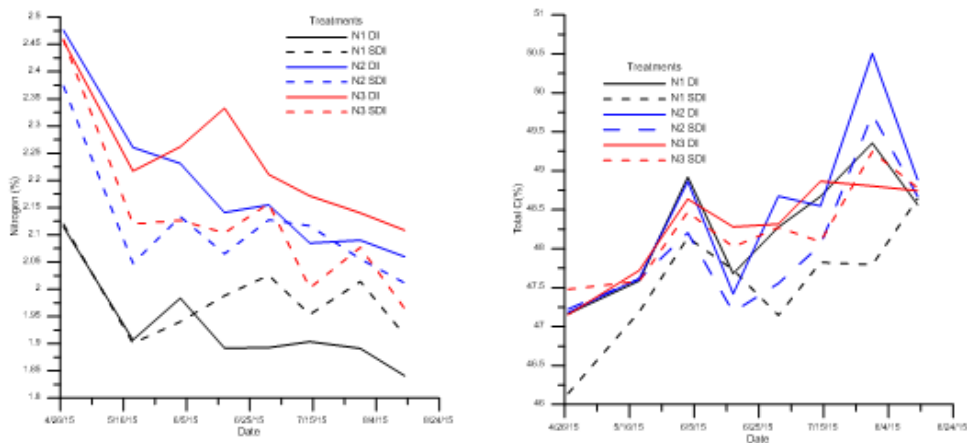 Treatments
N1 DI
N1 SDI
N2 DI
N2 SDI
N3 DI
N3 SDI
2.5
2.45
2.4
2.35
2.3
2.25
2.2
2.15
2.1
2.05
2
1.95
1.9
1.85
1.8
Nitrogen (%)
4/26/15 5/16/15 6/5/15 6/25/15 7/15/15 8/4/15 8/24/15
Date
Treatments
N1 DI
N1 SDI
N2 DI
N2 SDI
N3 DI
N3 SDI
51
50.5
50
49.5
49
48.5
48
47.5
47
46.5
46
Total C(%)
4/26/15 5/16/15 6/5/15 6/25/15 7/15/15 8/4/15 8/24/15
Date